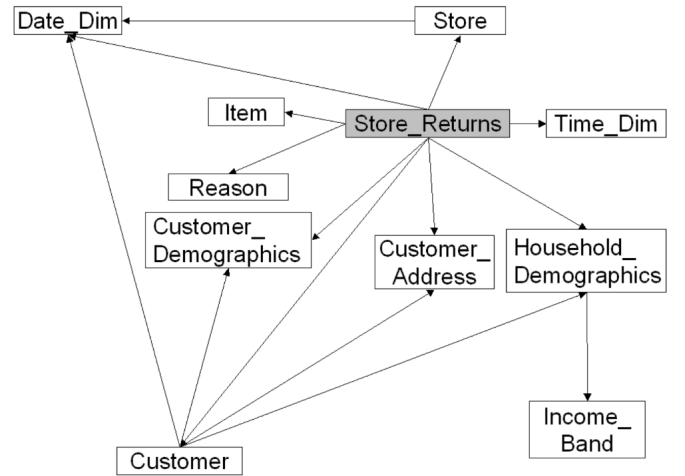 Date_Dim
Store
Item
Store_Returns
Time_Dim
Reason
Customer_
Demographics
Customer_
Address
Household_
Demographics
Income_
Band
Customer